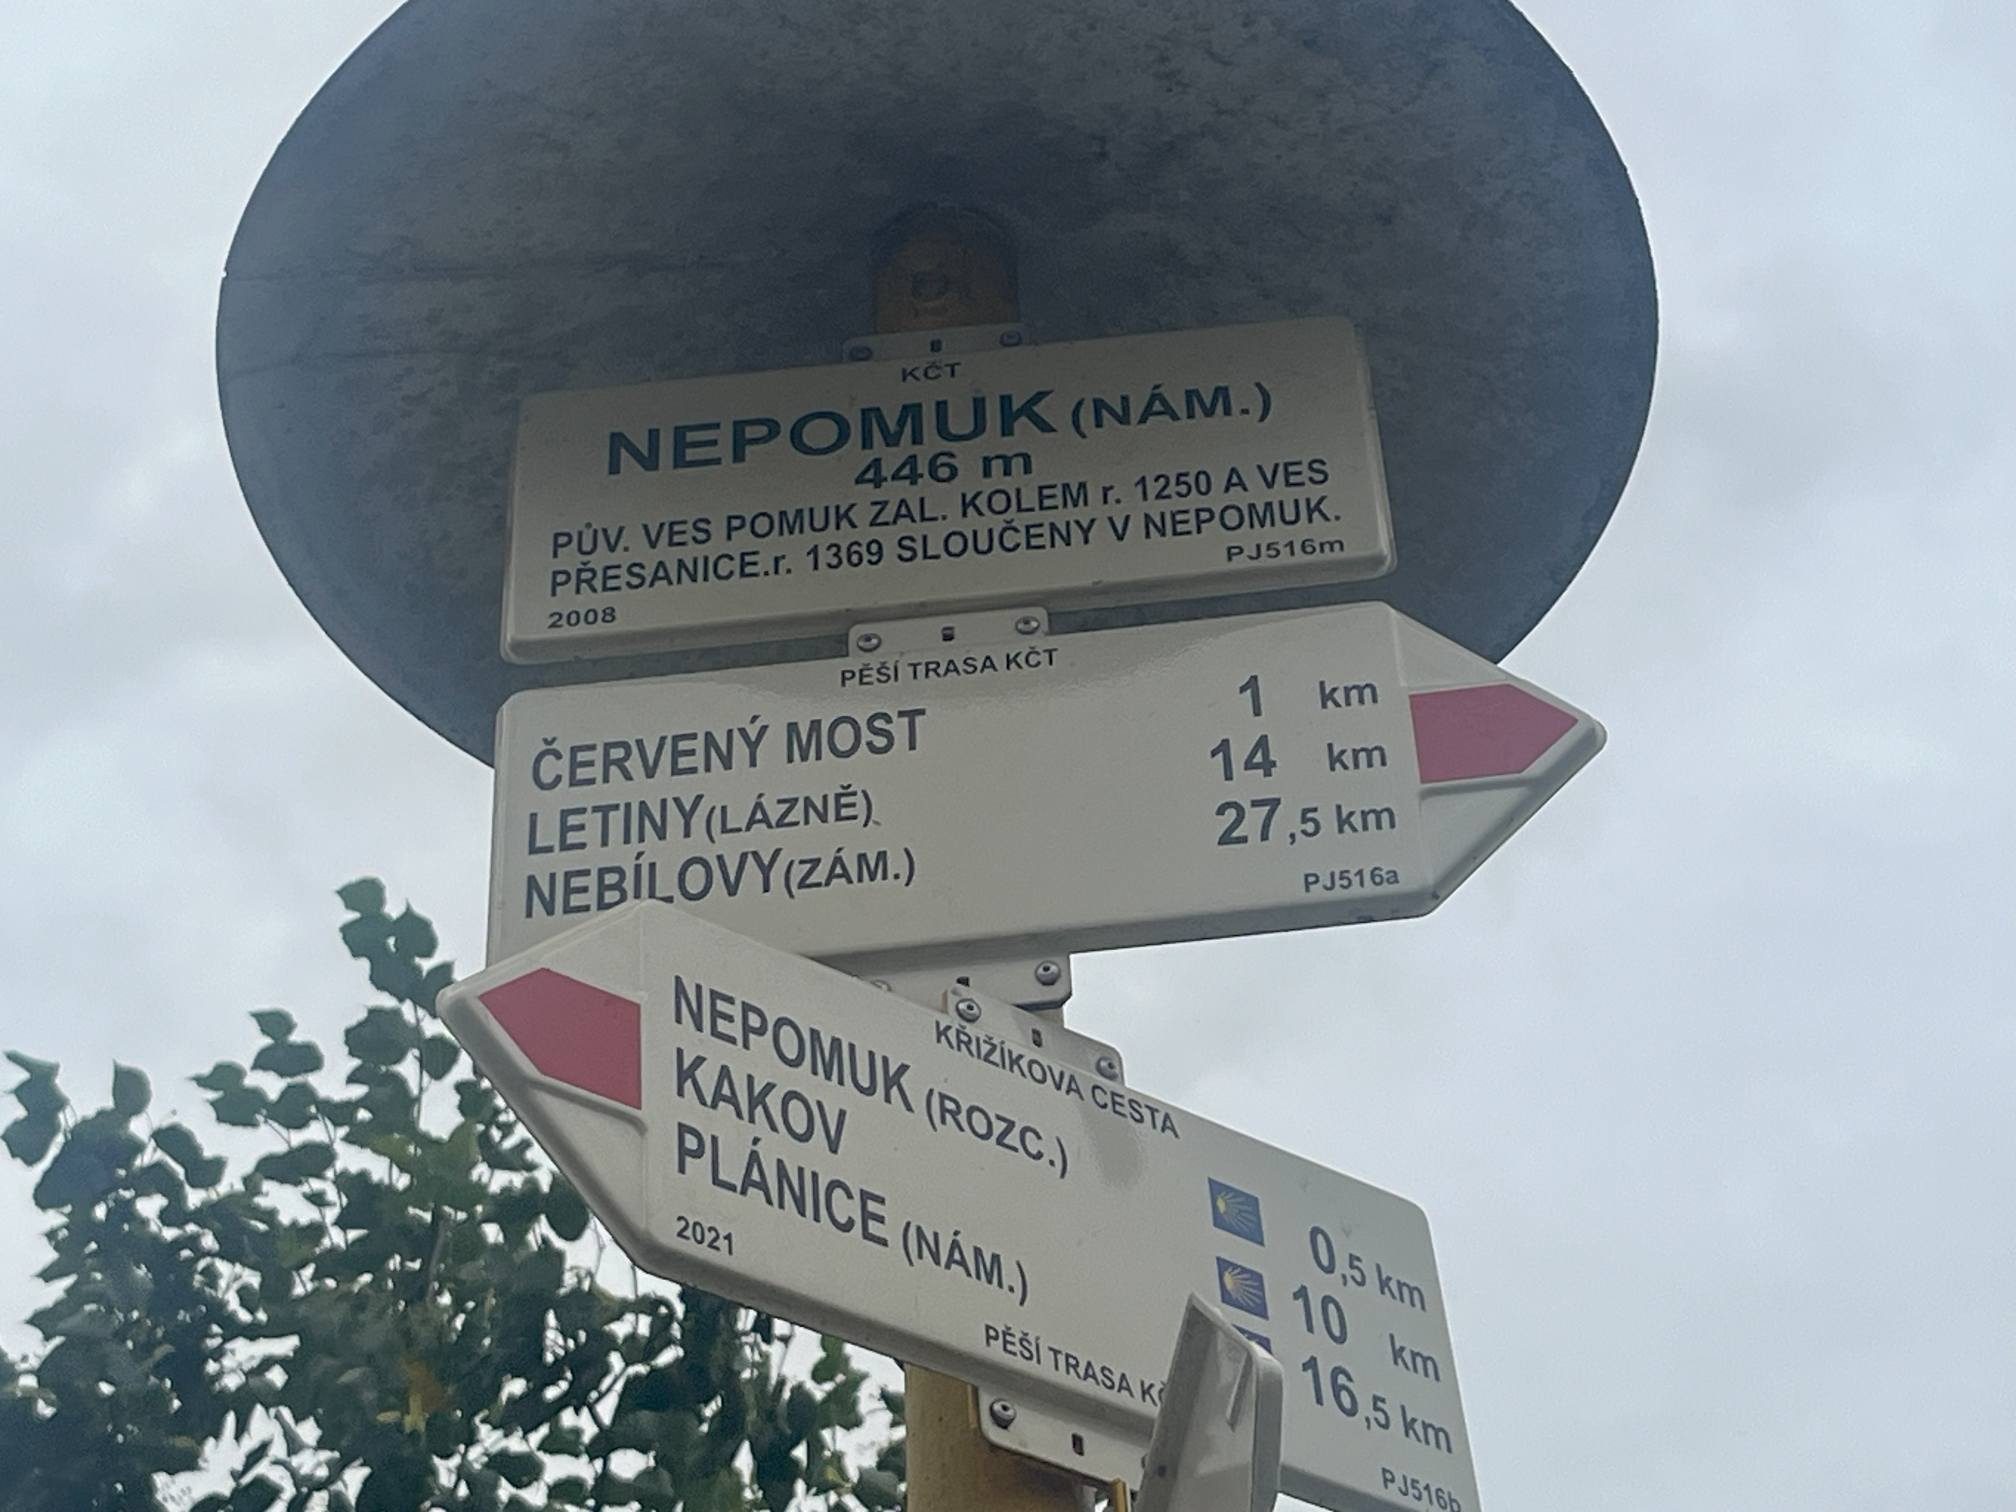 KČT
NEPOMUK (NÁM.)
446 m
PŮV. VES POMUK ZAL. KOLEM r. 1250 A VES
PŘESANICE.r. 1369 SLOUČENY V NEPOMUK.
PJ516m
2008
PĚŠÍ TRASA KČT
ČERVENÝ MOST 1 km
LETINY (LÁZNĚ) 14 km
NEBÍLOVY (ZÁM.) 27,5 km
PJ516a
KŘIŽÍKOVA CESTA
NEPOMUK (ROZC.) 0,5 km
KAKOV 10 km
PLÁNICE (NÁM.) 16,5 km
2021
PĚŠÍ TRASA
PJ516b